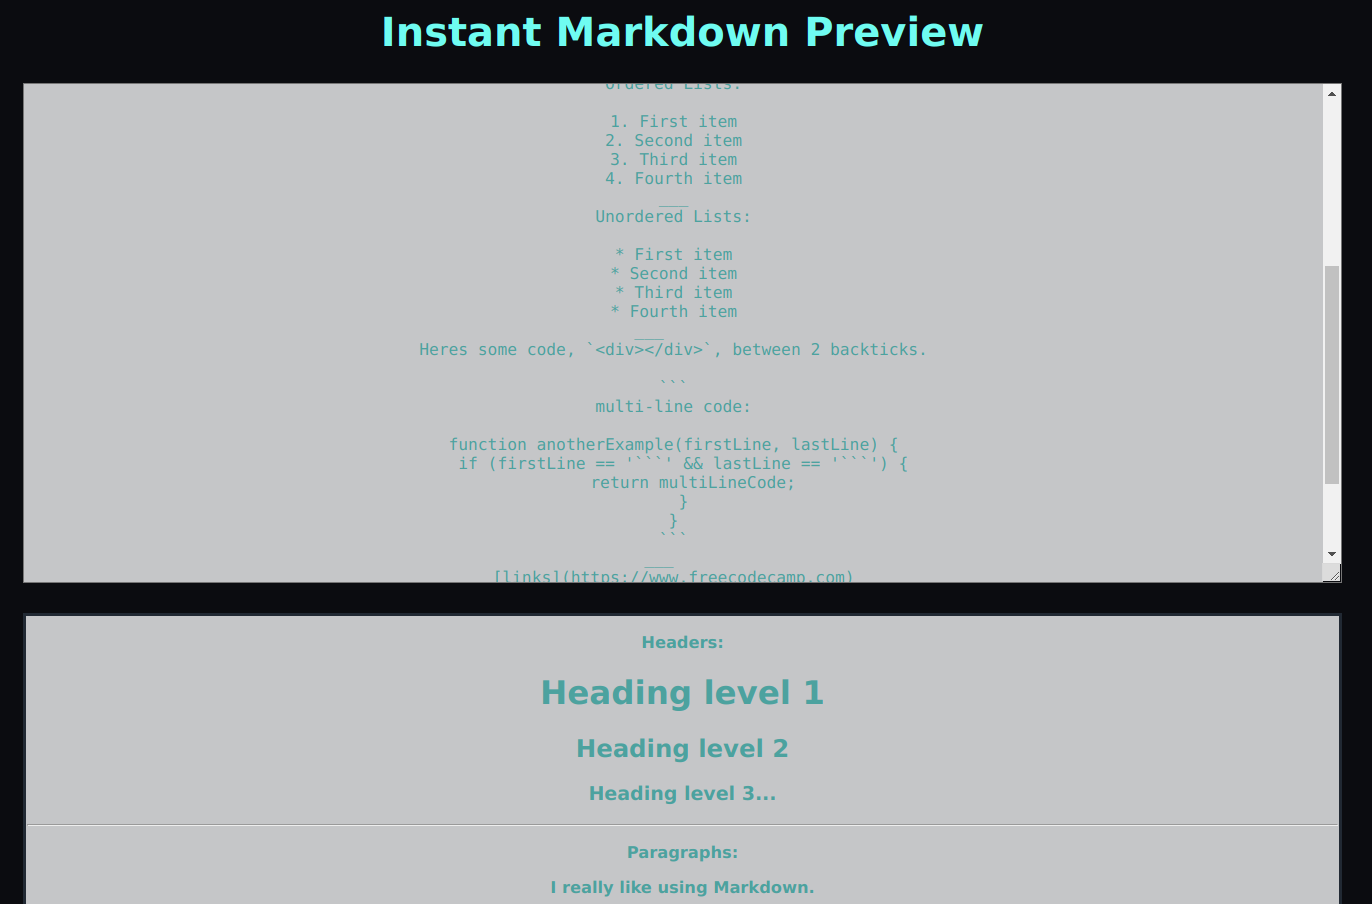 Instant Markdown Preview
Ordered Lists:
1. First item
2. Second item
3. Third item
4. Fourth item
___
Unordered Lists:
* First item
* Second item
* Third item
* Fourth item
___
Heres some code, `<div></div>`, between 2 backticks.
```
multi-line code:
function anotherExample(firstLine, lastLine) {
if (firstLine == '```' && lastLine == '```') {
return multiLineCode;
}
}
```
___
[links](https://www.freecodecamp.com)
Headers:
Heading level 1
Heading level 2
Heading level 3...
Paragraphs:
I really like using Markdown.